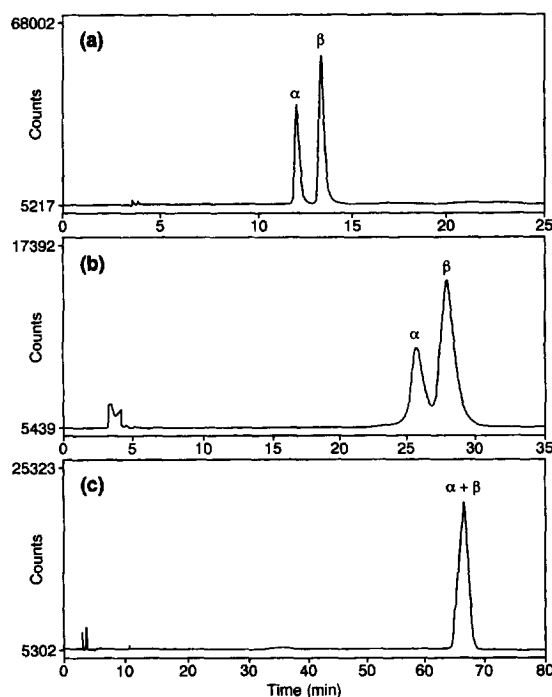 68002
(a)
α
β
Counts
5217
0 5 10 15 20 25
17392
(b)
α
β
Counts
5439
0 5 10 15 20 25 30 35
25323
(c)
α + β
Counts
5302
0 10 20 30 40 50 60 70 80
Time (min)